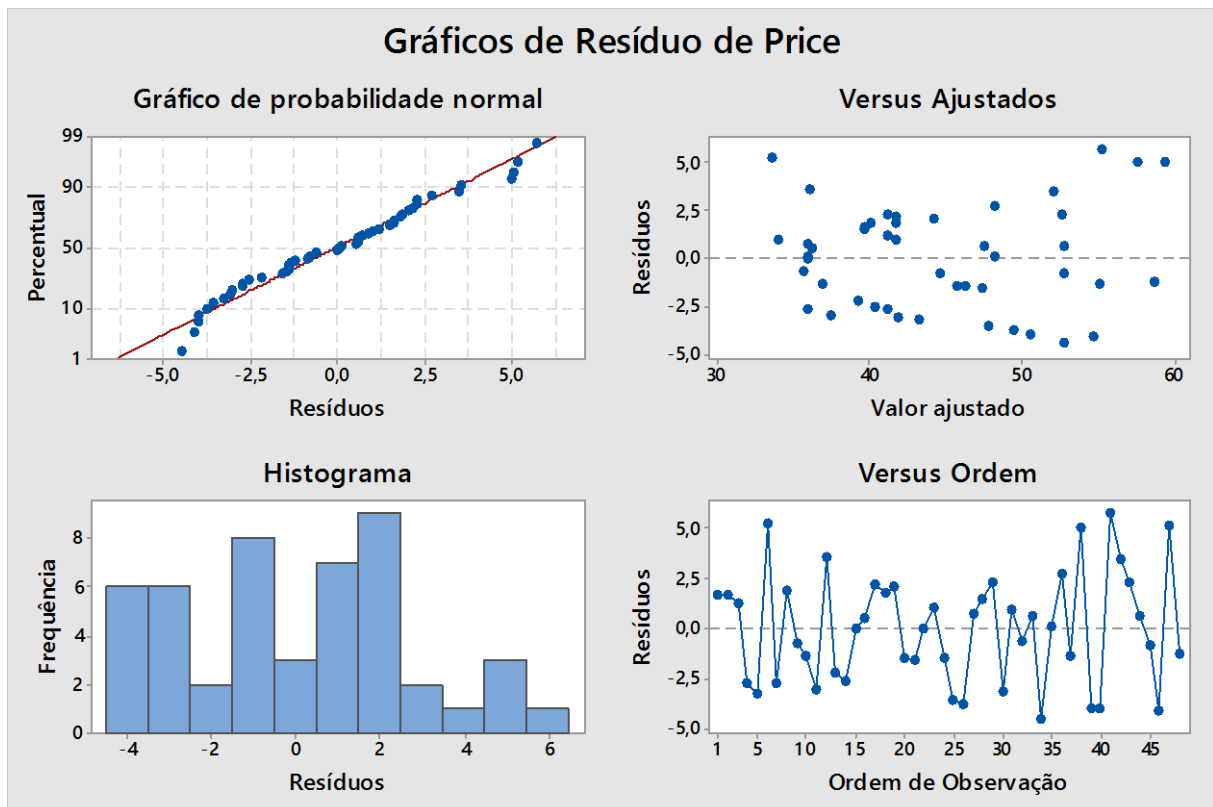 Gráficos de Resíduo de Price
Gráfico de probabilidade normal
99
90
50
10
1
Percentual
-5,0 -2,5 0,0 2,5 5,0
Resíduos
Versus Ajustados
5,0
2,5
0,0
-2,5
-5,0
Resíduos
30 40 50 60
Valor ajustado
Histograma
8
6
4
2
0
Frequência
-4 -2 0 2 4 6
Resíduos
Versus Ordem
5,0
2,5
0,0
-2,5
-5,0
Resíduos
1 5 10 15 20 25 30 35 40 45
Ordem de Observação